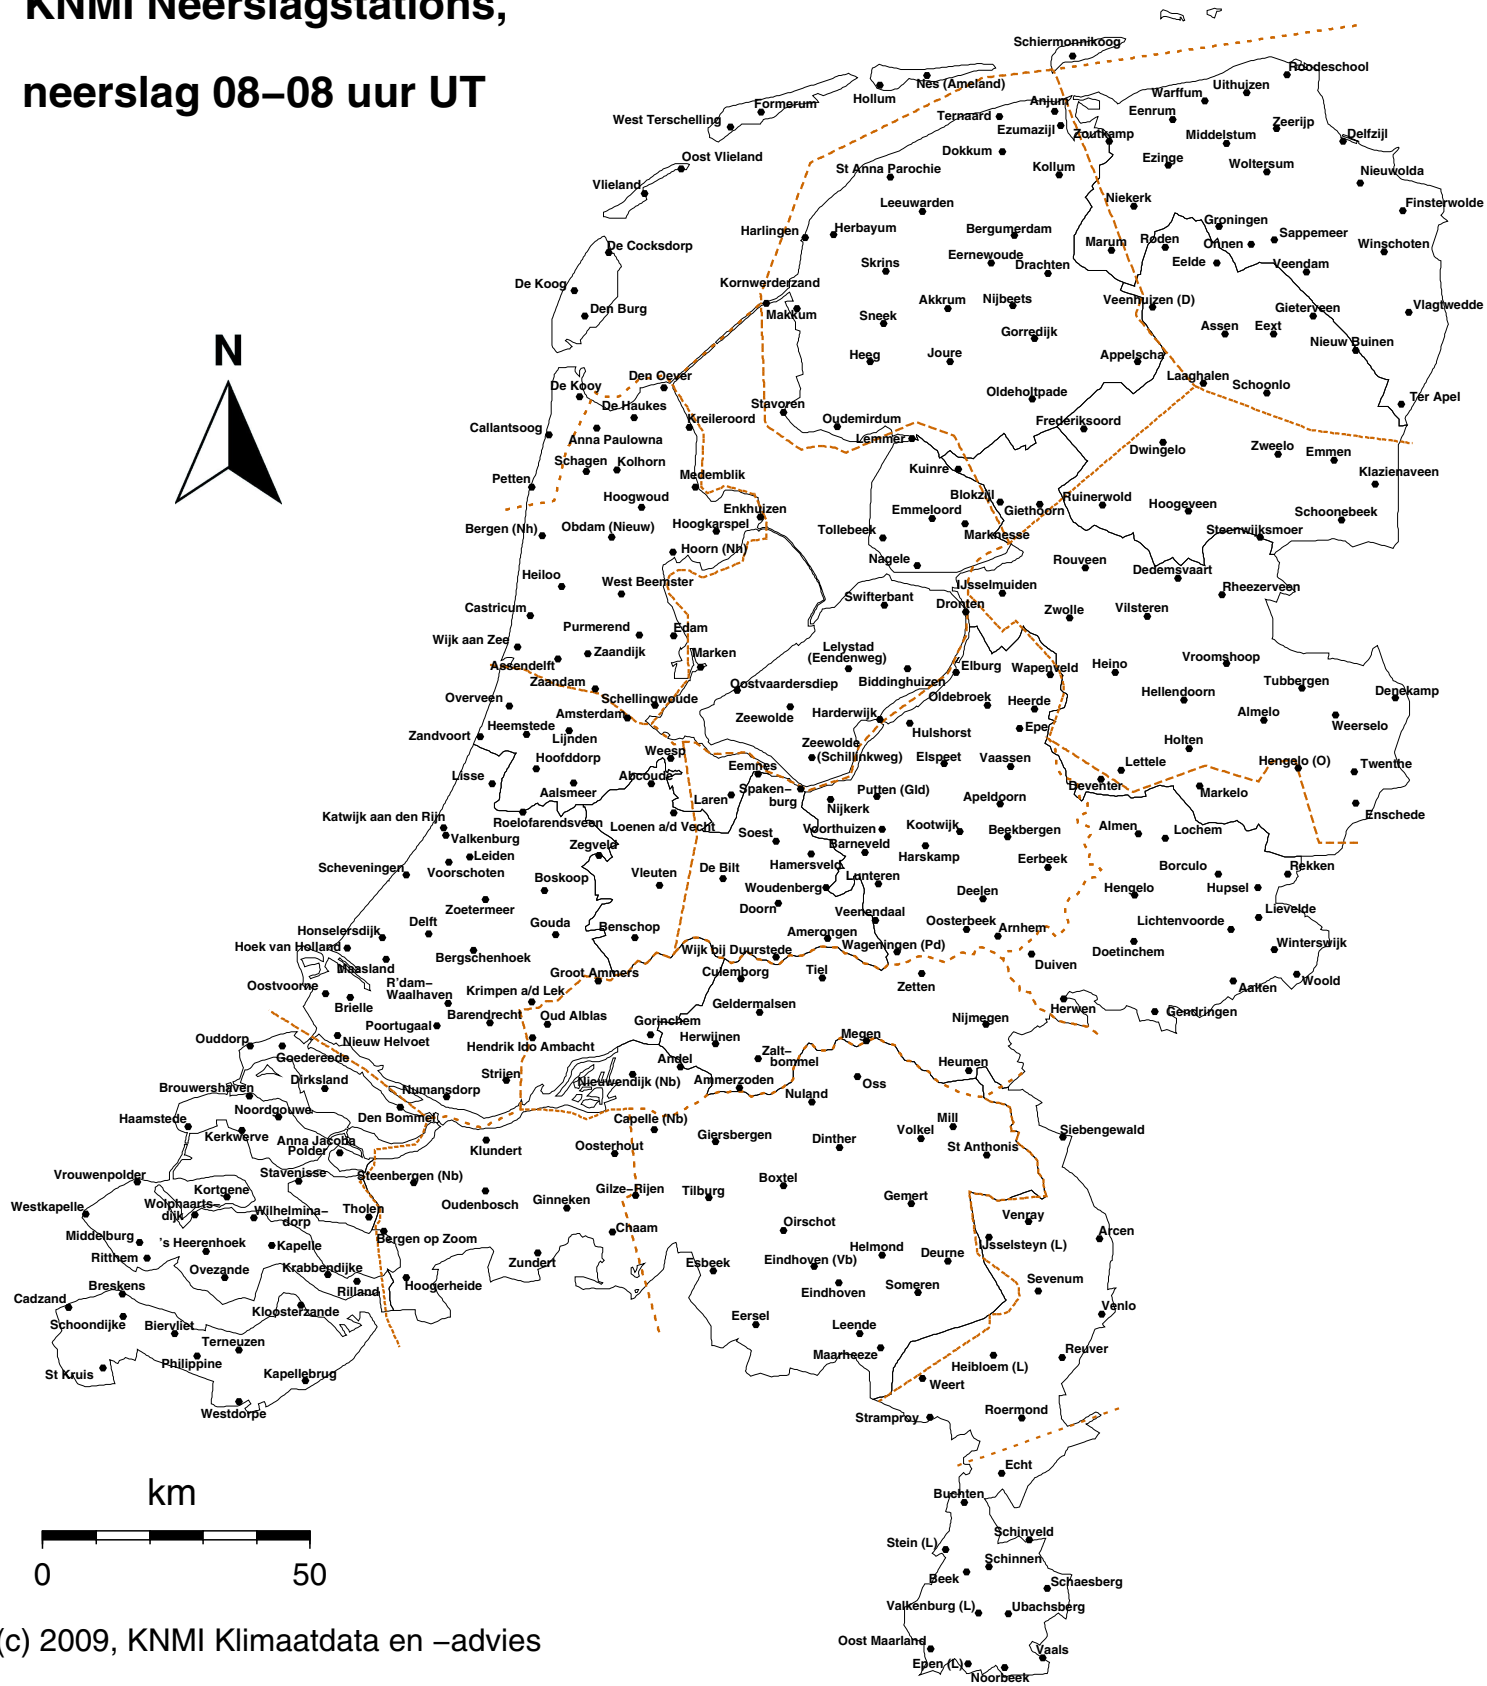 KNMI Neerslagstations,
neerslag 08–08 uur UT
Schiermonnikoog
Roodeschool
Nes (Ameland)
Hollum
Uithuizen
Warffum
Formerum
Anjum
Eenrum
West Terschelling
Ternaard
Ezumazijl
Zoutkamp
Middelstum
Zeerijp
Delfzijl
Oost Vlieland
Dokkum
Kollum
Ezinge
Woltersum
St Anna Parochie
Nieuwolda
Vlieland
Leeuwarden
Niekerk
Finsterwolde
Harlingen
Herbayum
Bergumerdam
Groningen
De Cocksdorp
Marum
Roden
Onnen
Sappemeer
Winschoten
Skrins
Eernewoude
Drachten
Eelde
Veendam
De Koog
Kornwerderzand
Den Burg
Makkum
Sneek
Akkrum
Nijbeets
Veenhuizen (D)
Gieterveen
Vlagtwedde
Gorredijk
Assen
Eext
Nieuw Buinen
N
Heeg
Joure
Appelscha
De Kooy
Den Oever
Laaghalen
Schoonlo
De Haukes
Stavoren
Oldeholtpade
Ter Apel
Callantsoog
Kreileroord
Oudemirdum
Frederiksoord
Anna Paulowna
Lemmer
Schagen
Kolhorn
Kuinre
Dwingelo
Zweelo
Emmen
Petten
Medemblik
Klazienaveen
Hoogwoud
Enkhuizen
Blokzijl
Emmeloord
Giethoorn
Ruinerwold
Hoogeveen
Schoonebeek
Bergen (Nh)
Obdam (Nieuw)
Hoogkarspel
Tollebeek
Marknesse
Steenwijksmoer
Hoorn (Nh)
Nagele
Rouveen
Dedemsvaart
Heiloo
West Beemster
IJsselmuiden
Rheezerveen
Castricum
Swifterbant
Dronten
Zwolle
Vilsteren
Wijk aan Zee
Purmerend
Edam
Zaandijk
Marken
Lelystad
(Eendenweg)
Assendelft
Biddinghuizen
Elburg
Wapenveld
Heino
Vroomshoop
Zaandam
Oostvaardersdiep
Tubbergen
Denekamp
Overveen
Schellingwoude
Oldebroek
Heerde
Hellendoorn
Amsterdam
Zeewolde
Harderwijk
Almelo
Weerselo
Zandvoort
Heemstede
Lijnden
Hulshorst
Epe
Holten
Hoofddorp
Weesp
Zeewolde
(Schillinkweg)
Elspeet
Vaassen
Lettele
Hengelo (O)
Twenthe
Lisse
Abcoude
Eemnes
Aalsmeer
Laren
Spaken–
burg
Putten (Gld)
Deventer
Markelo
Nijkerk
Apeldoorn
Enschede
Katwijk aan den Rijn
Roelofarendsveen
Loenen a/d Vecht
Valkenburg
Soest
Voorthuizen
Kootwijk
Beekbergen
Almen
Lochem
Leiden
Zegveld
Barneveld
Harskamp
Eerbeek
Scheveningen
Voorschoten
Boskoop
Vleuten
De Bilt
Hamersveld
Lunteren
Borculo
Rekken
Woudenberg
Hengelo
Hupsel
Zoetermeer
Doorn
Deelen
Lievelde
Delft
Gouda
Benschop
Veenendaal
Oosterbeek
Arnhem
Lichtenvoorde
Honselersdijk
Amerongen
Hoek van Holland
Bergschenhoek
Wijk bij Duurstede
Wageningen (Pd)
Doetinchem
Winterswijk
Maasland
Groot Ammers
Culemborg
Tiel
Duiven
Oostvoorne
R'dam–
Waalhaven
Krimpen a/d Lek
Zetten
Aalten
Woold
Brielle
Geldermalsen
Herwen
Gendringen
Barendrecht
Oud Alblas
Gorinchem
Nijmegen
Poortugaal
Herwijnen
Megen
Ouddorp
Nieuw Helvoet
Hendrik Ido Ambacht
Andel
Zalt–
bommel
Heumen
Goedereede
Strijen
Nieuwendijk (Nb)
Ammerzoden
Oss
Dirksland
Brouwershaven
Numansdorp
Nuland
Noordgouwe
Den Bommel
Haamstede
Capelle (Nb)
Mill
Kerkwerve
Anna Jacoba
Polder
Giersbergen
Dinther
Volkel
Siebengewald
Klundert
Oosterhout
St Anthonis
Vrouwenpolder
Stavenisse
Steenbergen (Nb)
Kortgene
Boxtel
Gilze–Rijen
Tilburg
Westkapelle
Wolphaarts–
dijk
Wilhelmina–
dorp
Tholen
Oudenbosch
Ginneken
Gemert
Venray
Middelburg
's Heerenhoek
Kapelle
Bergen op Zoom
Chaam
Oirschot
Arcen
Ritthem
Ovezande
Krabbendijke
Zundert
Esbeek
Eindhoven (Vb)
Helmond
Deurne
IJsselsteyn (L)
Breskens
Rilland
Hoogerheide
Eindhoven
Someren
Sevenum
Cadzand
Kloosterzande
Venlo
Schoondijke
Biervliet
Eersel
Leende
Terneuzen
Maarheeze
Reuver
Philippine
Heibloem (L)
St Kruis
Kapellebrug
Weert
Westdorpe
Stramproy
Roermond
Echt
km
Buchten
0
50
Stein (L)
Schinveld
Schinnen
Beek
Schaesberg
Valkenburg (L)
Ubachsberg
(c) 2009, KNMI Klimaatdata en –advies
Oost Maarland
Vaals
Epen (L)
Noorbeek